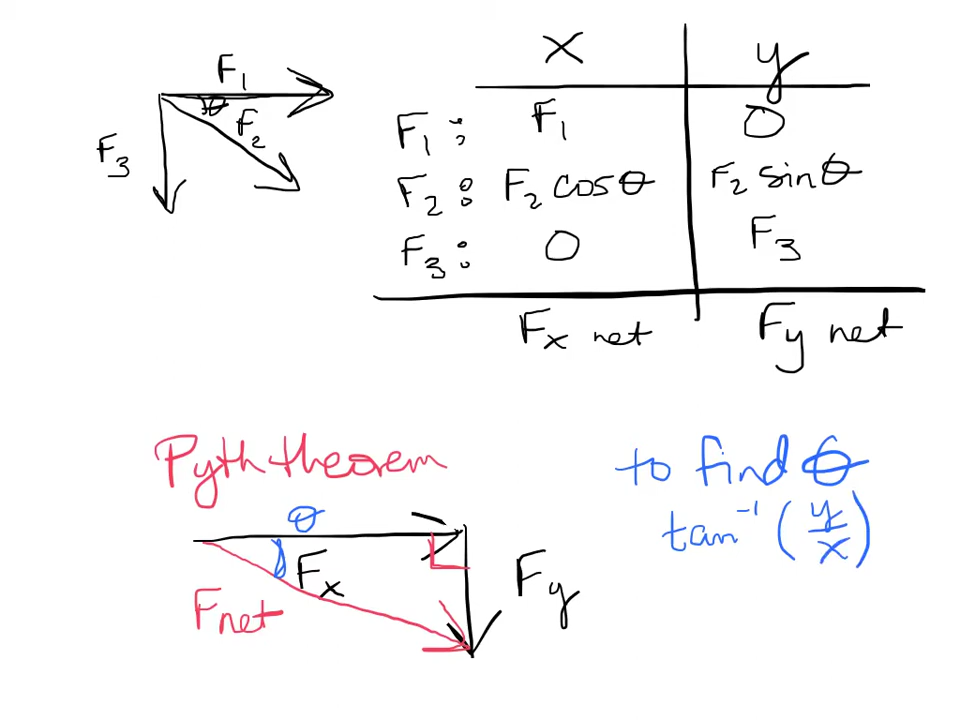 F₁
θ
F₂
F₃
x y
F₁: F₁ 0
F₂: F₂ cosθ F₂ sinθ
F₃: 0 F₃
Fx net Fy net
Pyth theorem
θ
Fx
Fy
Fnet
to find θ
tan⁻¹ (y/x)